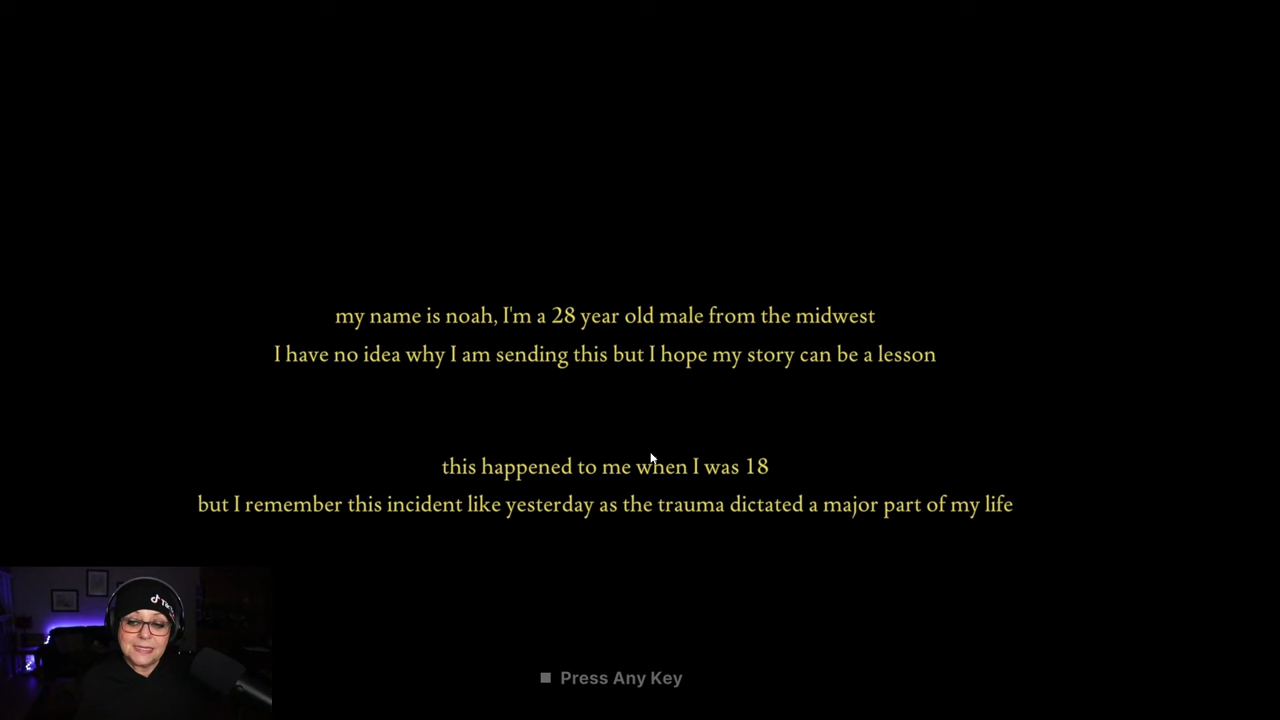 my name is noah, I'm a 28 year old male from the midwest
I have no idea why I am sending this but I hope my story can be a lesson
this happened to me when I was 18
but I remember this incident like yesterday as the trauma dictated a major part of my life
Press Any Key